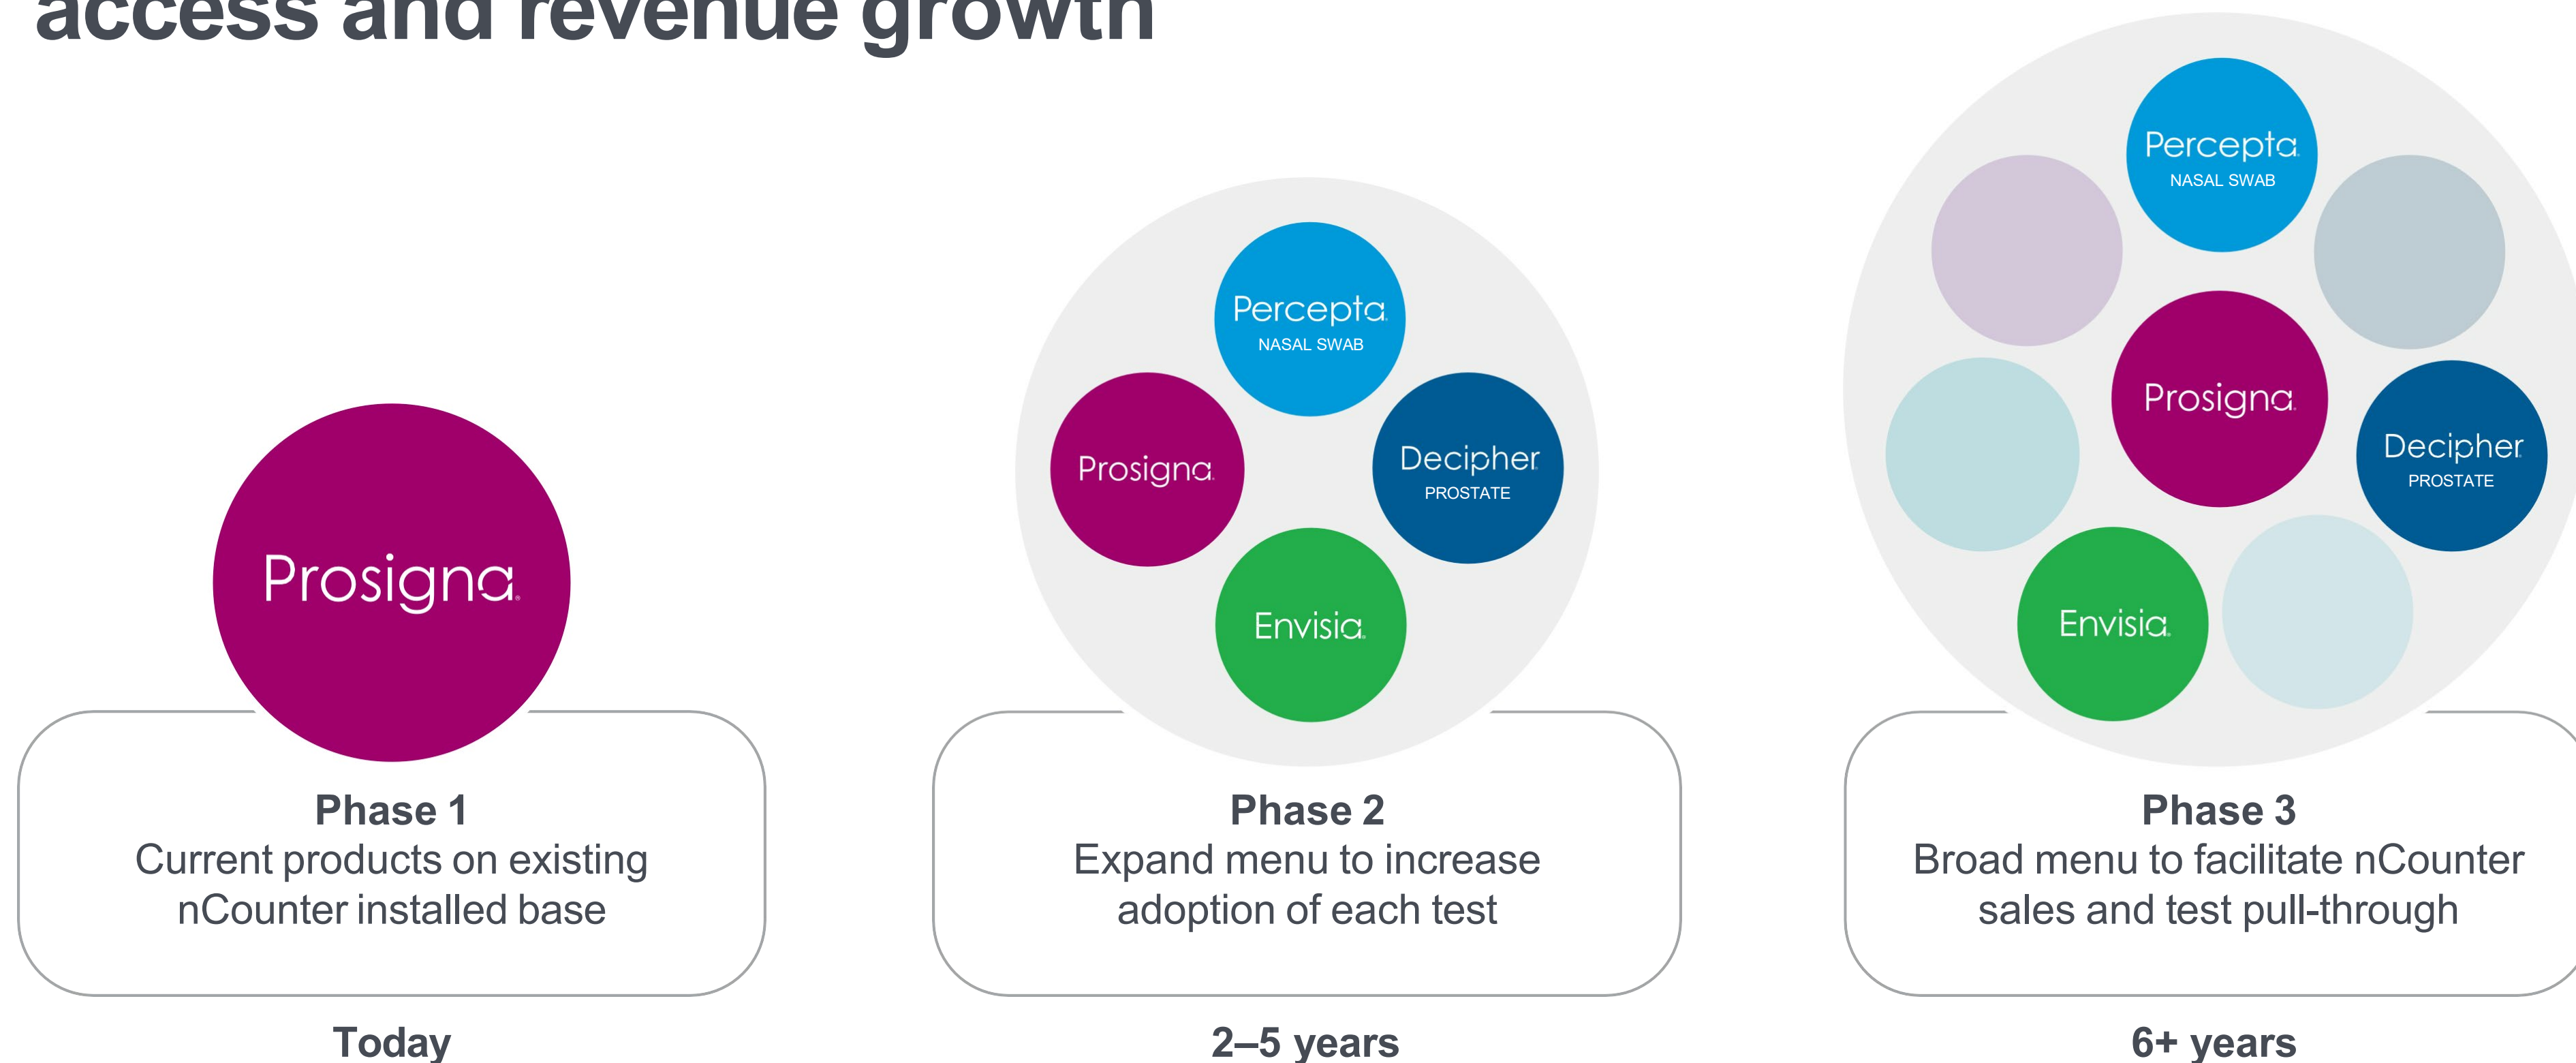 access and revenue growth
Prosigna®
Phase 1
Current products on existing
nCounter installed base
Today
Percepta®
NASAL SWAB
Prosigna®
Decipher®
PROSTATE
Envisia®
Phase 2
Expand menu to increase
adoption of each test
2–5 years
Percepta®
NASAL SWAB
Prosigna®
Decipher®
PROSTATE
Envisia®
Phase 3
Broad menu to facilitate nCounter
sales and test pull-through
6+ years